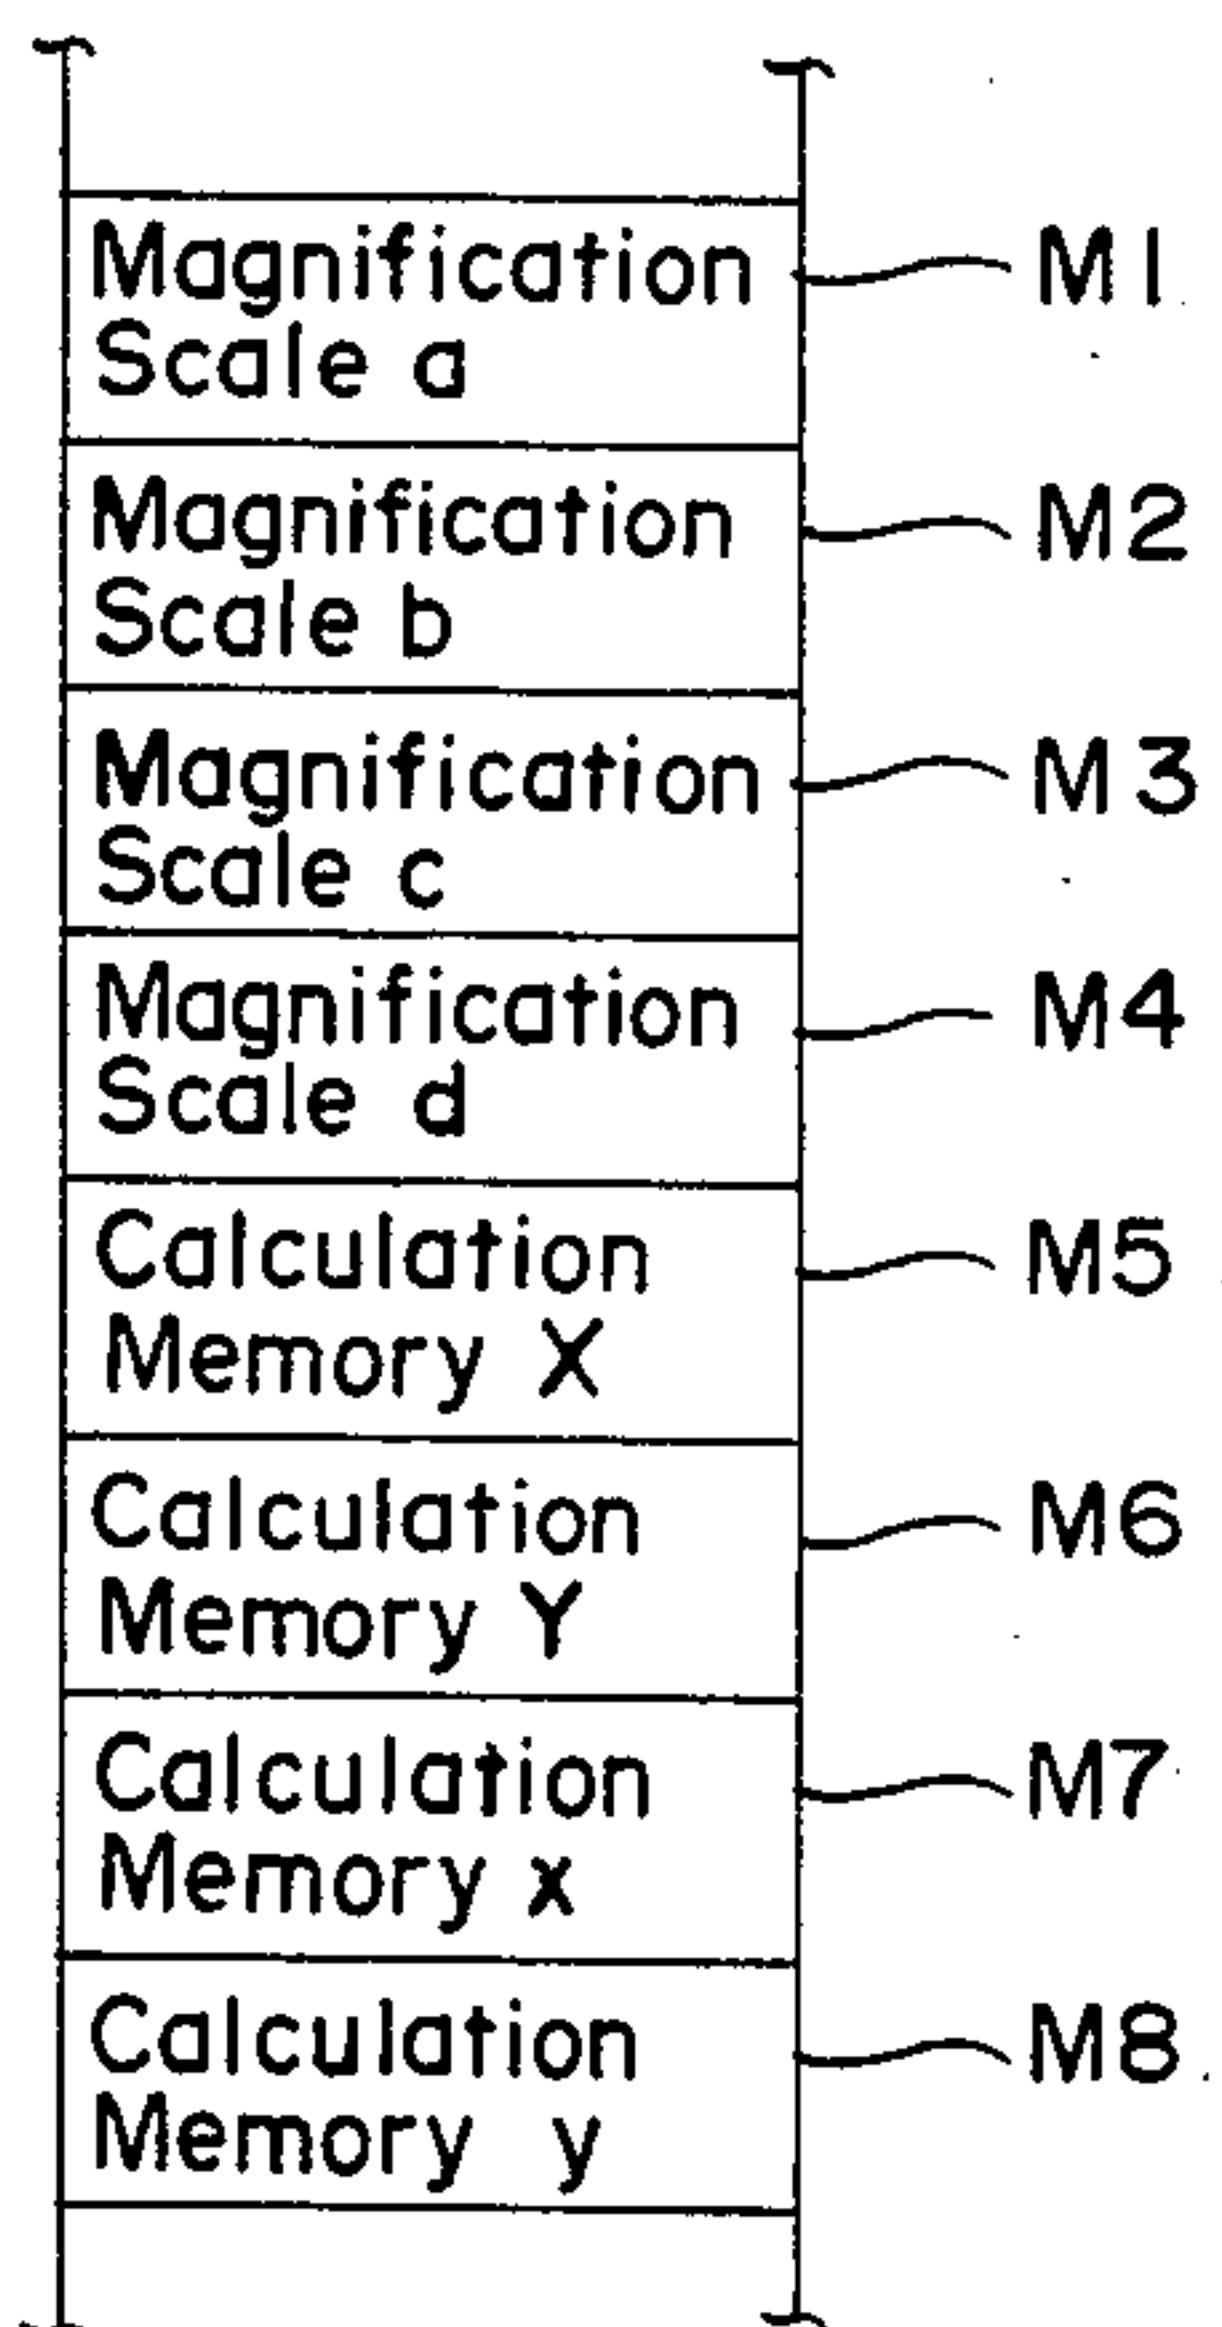 Magnification M1
Scale a
Magnification M2
Scale b
Magnification M3
Scale c
Magnification M4
Scale d
Calculation M5
Memory X
Calculation M6
Memory Y
Calculation M7
Memory x
Calculation M8
Memory y